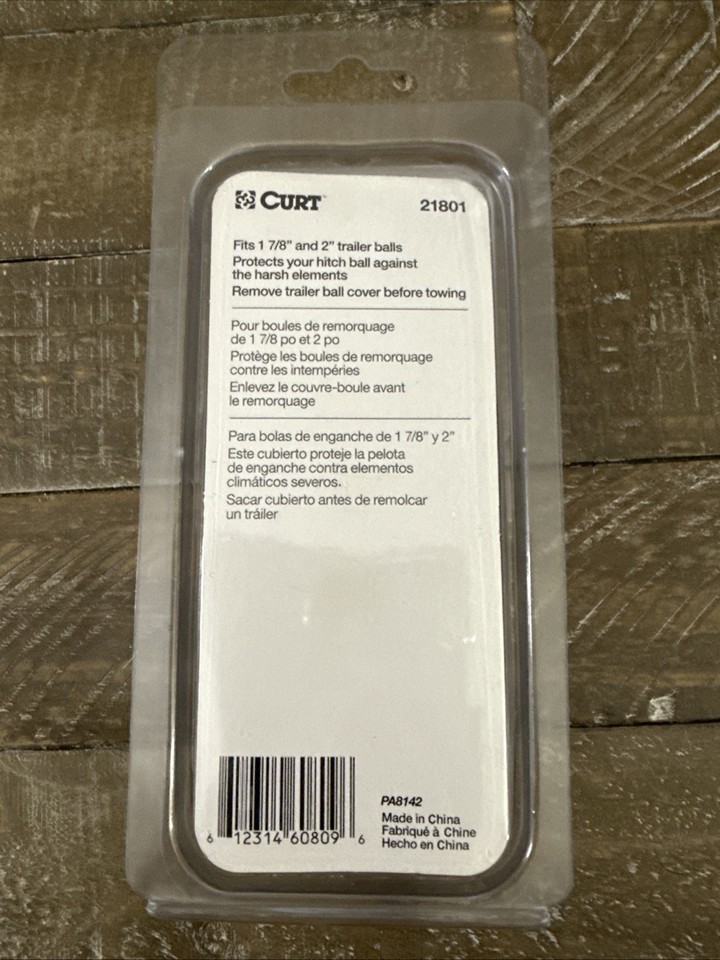 CURT
21801
Fits 1 7/8" and 2" trailer balls
Protects your hitch ball against
the harsh elements
Remove trailer ball cover before towing
Pour boules de remorquage
de 1 7/8 po et 2 po
Protège les boules de remorquage
contre les intempéries
Enlevez le couvre-boule avant
le remorquage
Para bolas de enganche de 1 7/8" y 2"
Este cubierto proteje la pelota
de enganche contra elementos
climáticos severos.
Sacar cubierto antes de remolcar
un tráiler
6 12314 60809 6
PA8142
Made in China
Fabriqué à Chine
Hecho en China